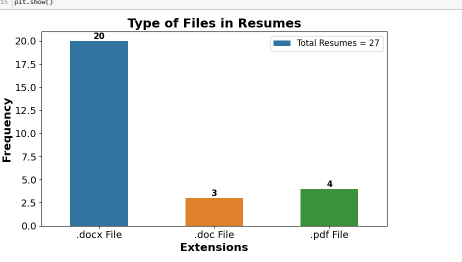 15 plt.show()
Type of Files in Resumes
Total Resumes = 27
20
3
4
20.0
17.5
15.0
12.5
10.0
7.5
5.0
2.5
0.0
Frequency
.docx File .doc File .pdf File
Extensions